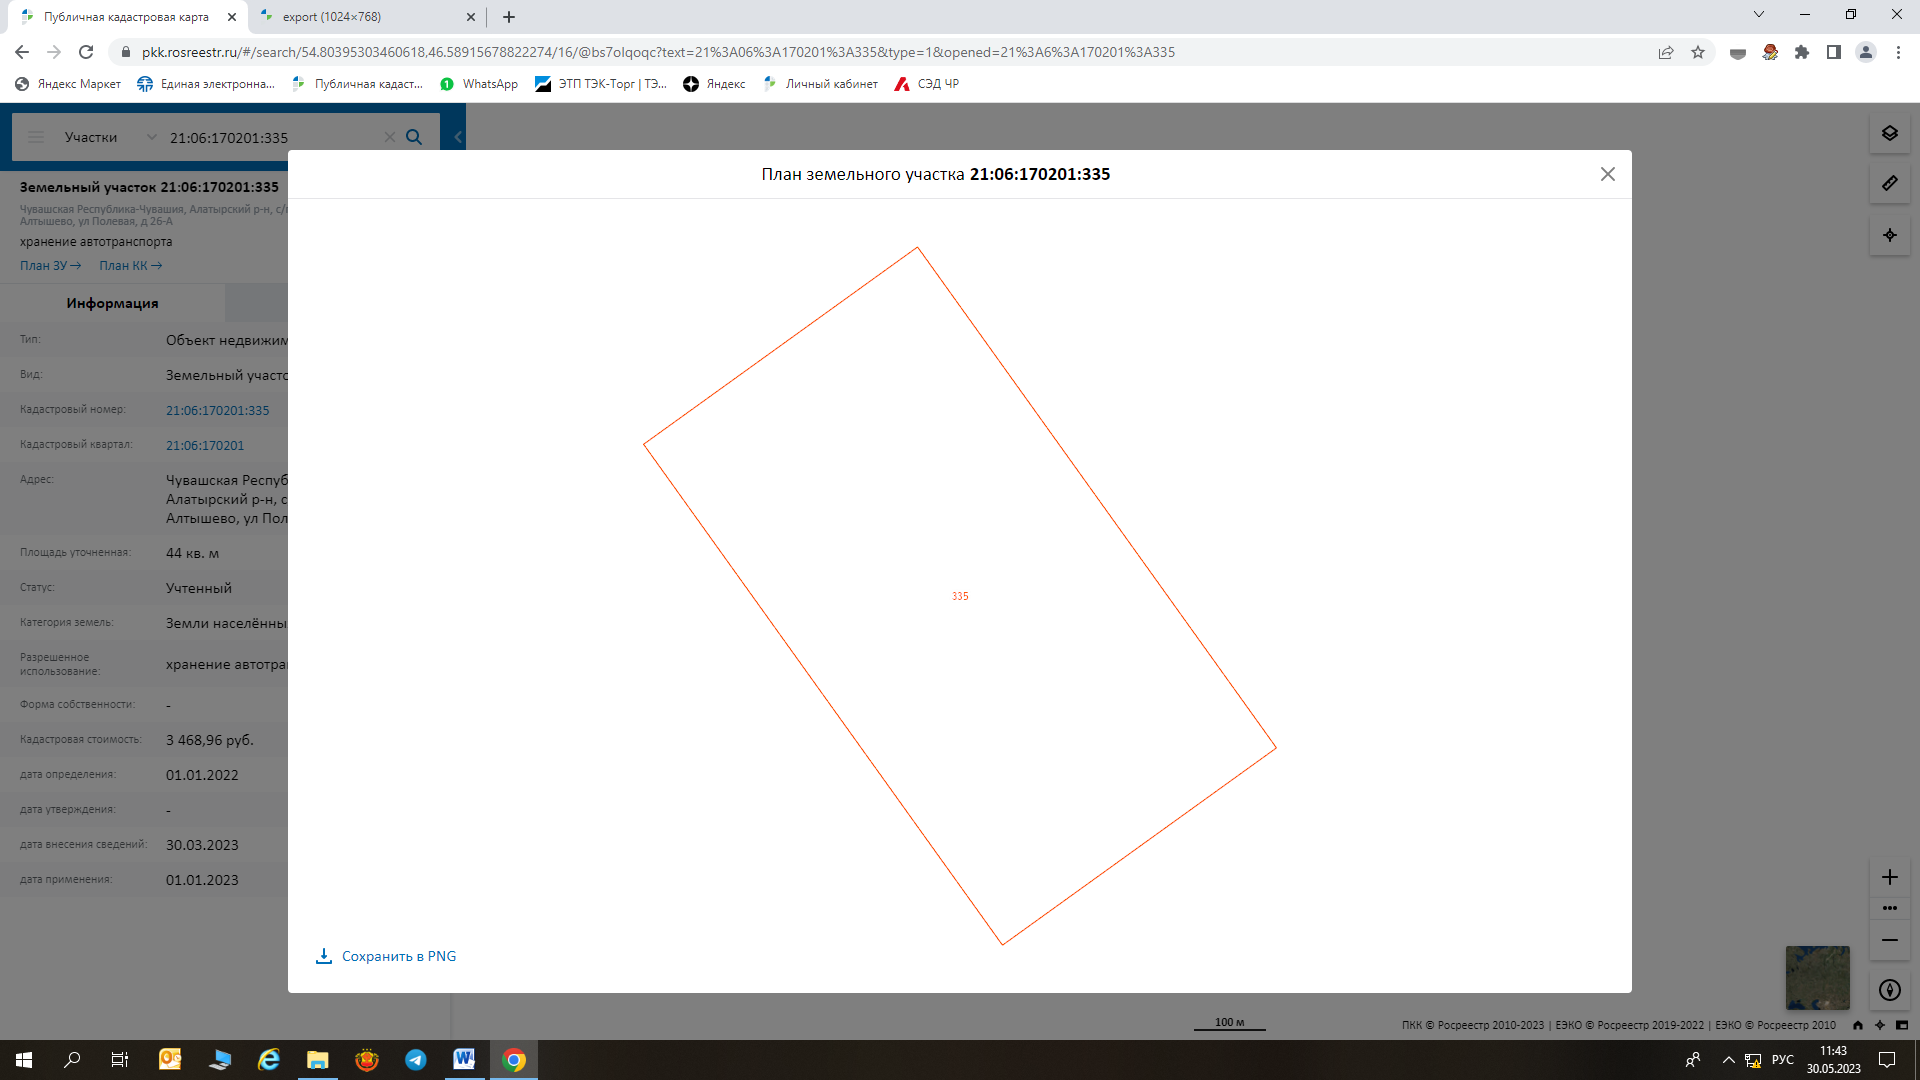 Публичная кадастровая карта
export (1024×768)
pkk.rosreestr.ru/#/search/54.80395303460618,46.58915678822274/16/@bs7olqoqc?text=21%3A06%3A170201%3A335&type=1&opened=21%3A6%3A170201%3A335
Яндекс Маркет
Единая электронна...
Публичная кадаст...
WhatsApp
ЭТП ТЭК-Торг | ТЭ...
Яндекс
Личный кабинет
СЭД ЧР
Участки
21:06:170201:335
План земельного участка 21:06:170201:335
Земельный участок 21:06:170201:335
Чувашская Республика-Чувашия, Алатырский р-н, с/п
Алтышево, ул Полевая, д 26-А
хранение автотранспорта
План ЗУ →
План КК →
Информация
Тип:
Объект недвижим
Вид:
Земельный участо
Кадастровый номер:
21:06:170201:335
Кадастровый квартал:
21:06:170201
Адрес:
Чувашская Респуб
Алатырский р-н, с
Алтышево, ул Пол
Площадь уточненная:
44 кв. м
Статус:
Учтенный
Категория земель:
Земли населённы
Разрешенное
использование:
хранение автотра
Форма собственности:
-
Кадастровая стоимость:
3 468,96 руб.
дата определения:
01.01.2022
дата утверждения:
-
дата внесения сведений:
30.03.2023
дата применения:
01.01.2023
335
Сохранить в PNG
100 м
ПКК © Росреестр 2010-2023 | ЕЭКО © Росреестр 2019-2022 | ЕЭКО © Росреестр 2010
РУС
11:43
30.05.2023